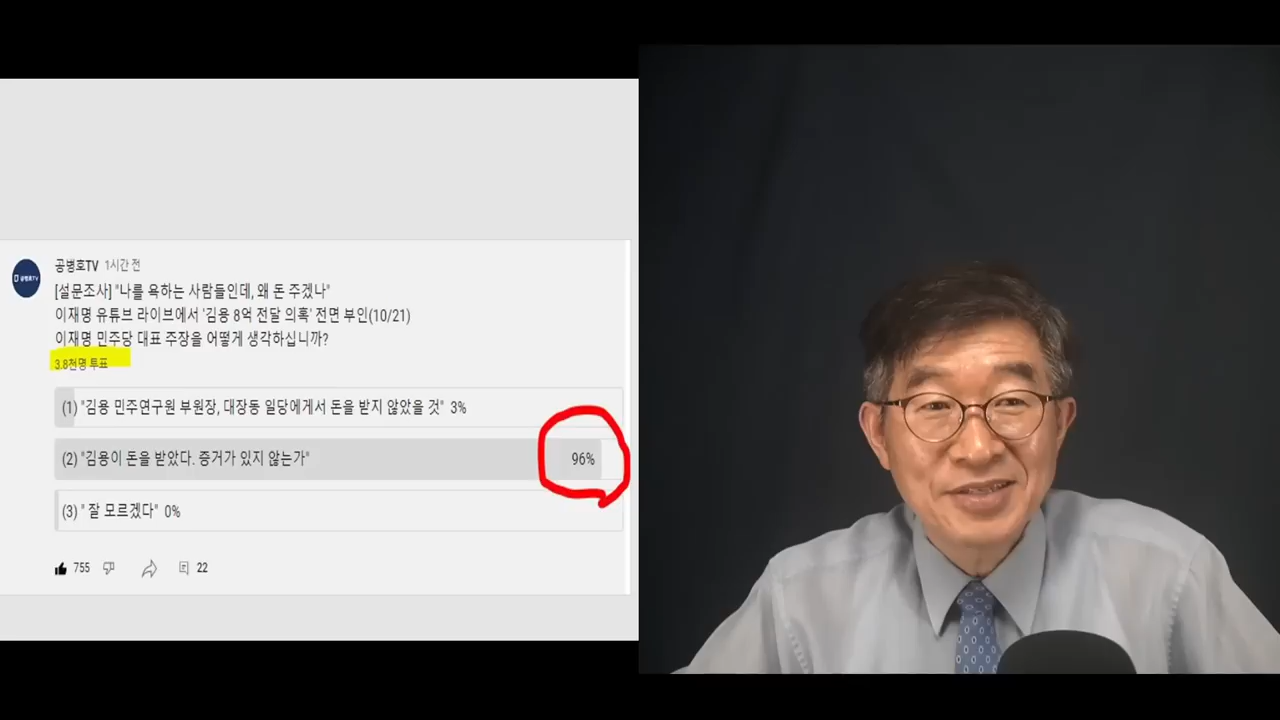 공병호TV 1시간 전
공병호TV
[설문조사] "나를 욕하는 사람들인데, 왜 돈 주겠나"
이재명 유튜브 라이브에서 '김용 8억 전달 의혹' 전면 부인(10/21)
이재명 민주당 대표 주장을 어떻게 생각하십니까?
3.8천명 투표
(1) "김용 민주연구원 부원장, 대장동 일당에게서 돈을 받지 않았을 것" 3%
(2) "김용이 돈을 받았다. 증거가 있지 않는가" 96%
(3) " 잘 모르겠다" 0%
755 22